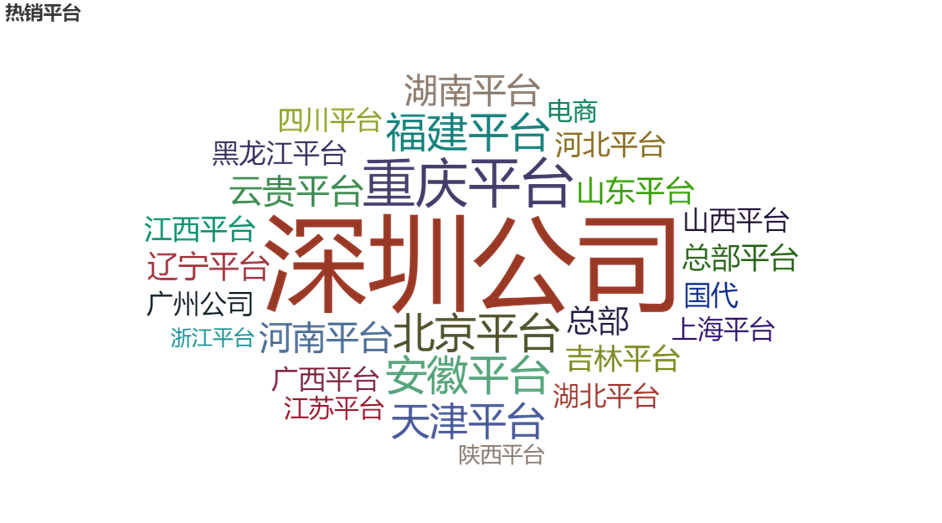 热销平台
湖南平台
四川平台
电商
福建平台
河北平台
黑龙江平台
重庆平台
云贵平台
山东平台
江西平台
深圳公司
山西平台
辽宁平台
总部平台
广州公司
国代
浙江平台
河南平台
北京平台
总部
上海平台
安徽平台
吉林平台
广西平台
湖北平台
江苏平台
天津平台
陕西平台